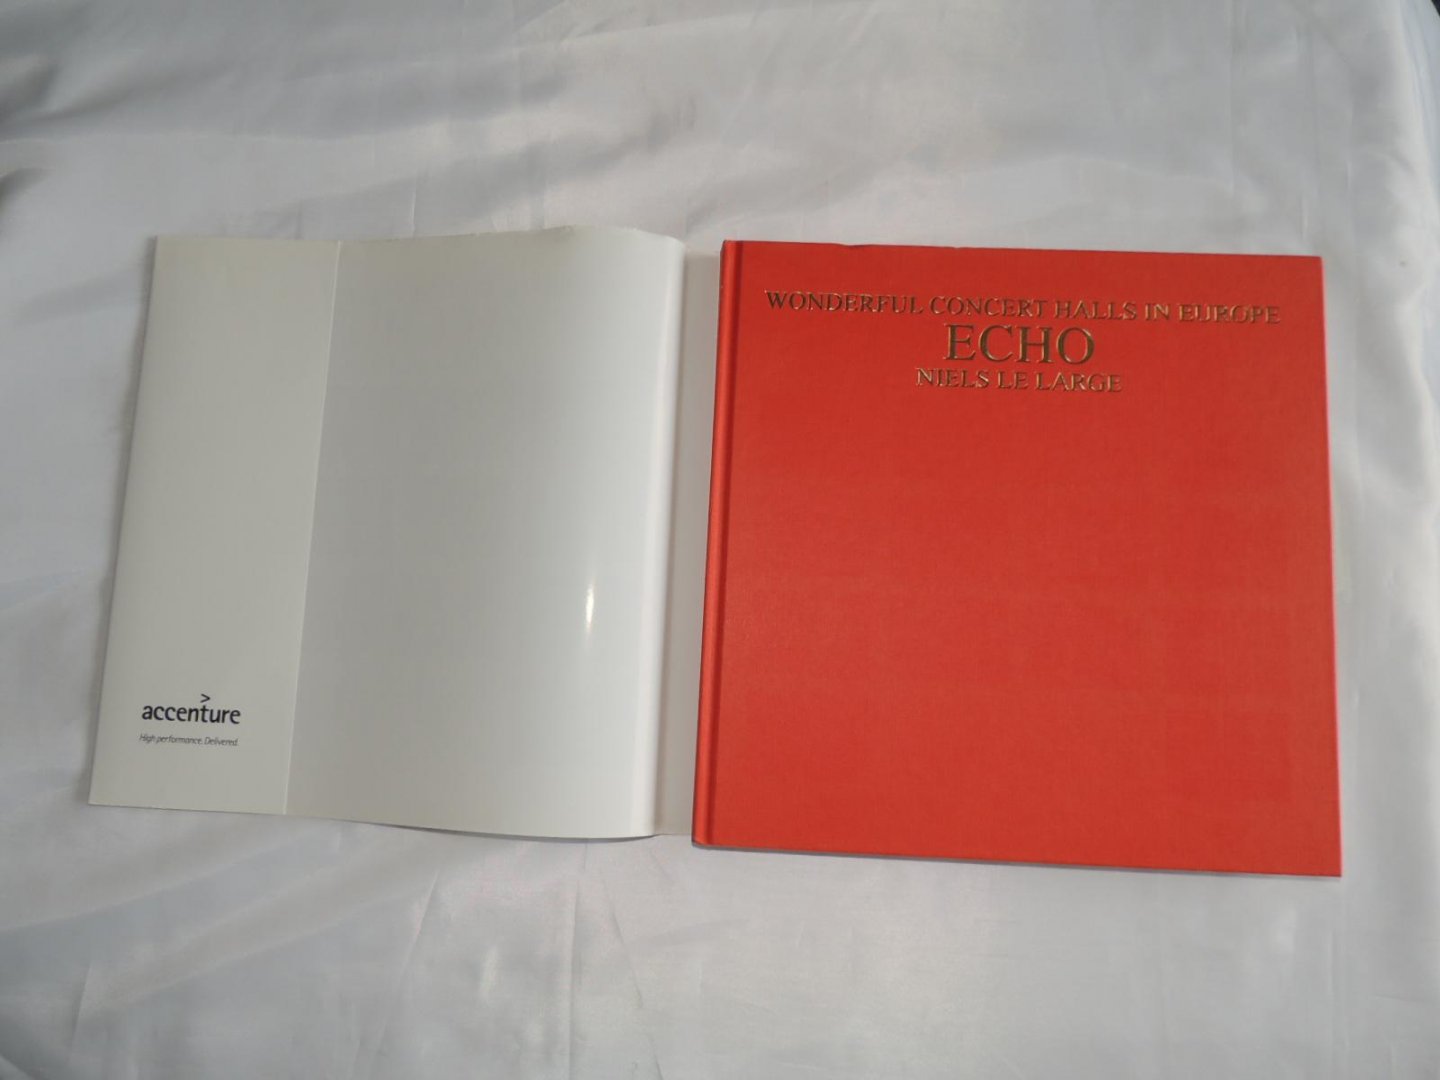 accenture
High performance. Delivered.
WONDERFUL CONCERT HALLS IN EUROPE
ECHO
NIELS LE LARGE